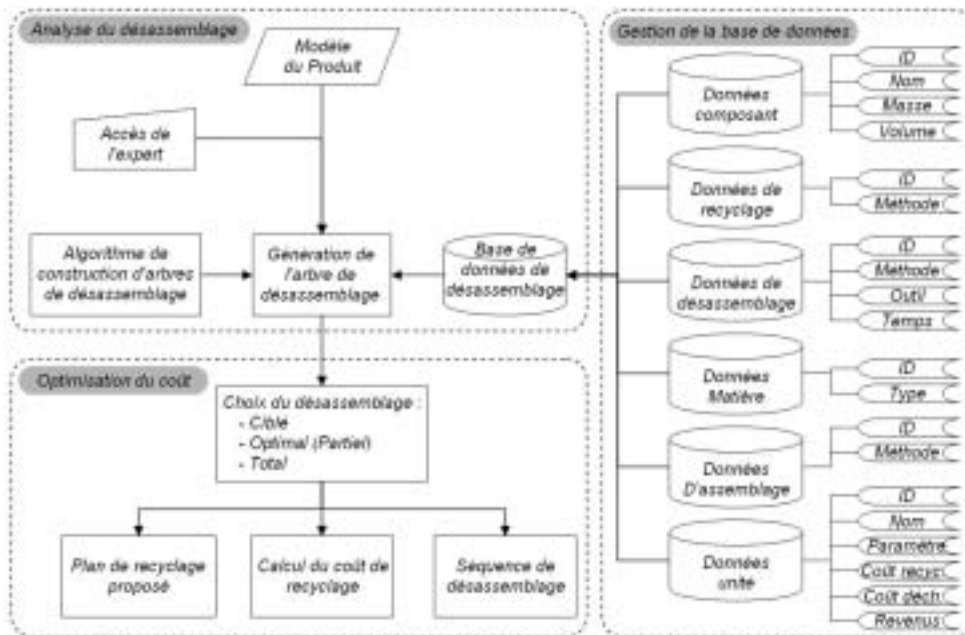 Analyse du désassemblage
Modèle
du Produit
Accès de
l'expert
Algorithme de
construction d'arbres
de désassemblage
Génération de
l'arbre de
désassemblage
Base de
données de
désassemblage
Optimisation du coût
Choix du désassemblage :
- Ciblé
- Optimal (Partiel)
- Total
Plan de recyclage
proposé
Calcul du coût de
recyclage
Séquence de
désassemblage
Gestion de la base de données
Données
composant
ID
Nom
Masse
Volume
Données de
recyclage
ID
Méthode
Données de
désassemblage
ID
Méthode
Outil
Temps
Données
Matière
ID
Type
Données
D'assemblage
ID
Méthode
Données
unité
ID
Nom
Paramètre
Coût recyc
Coût déch
Revenus